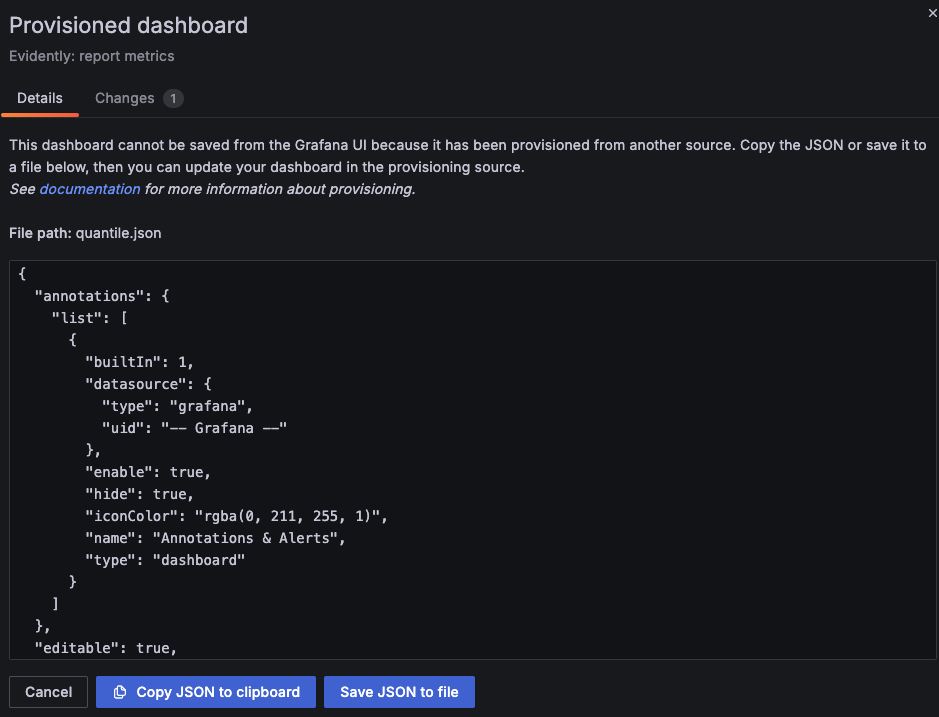 Provisioned dashboard
Evidently: report metrics
Details
Changes 1
This dashboard cannot be saved from the Grafana UI because it has been provisioned from another source. Copy the JSON or save it to
a file below, then you can update your dashboard in the provisioning source.
See documentation for more information about provisioning.
File path: quantile.json
{
  "annotations": {
    "list": [
      {
        "builtIn": 1,
        "datasource": {
          "type": "grafana",
          "uid": "-- Grafana --"
        },
        "enable": true,
        "hide": true,
        "iconColor": "rgba(0, 211, 255, 1)",
        "name": "Annotations & Alerts",
        "type": "dashboard"
      }
    ]
  },
  "editable": true,
Cancel
Copy JSON to clipboard
Save JSON to file